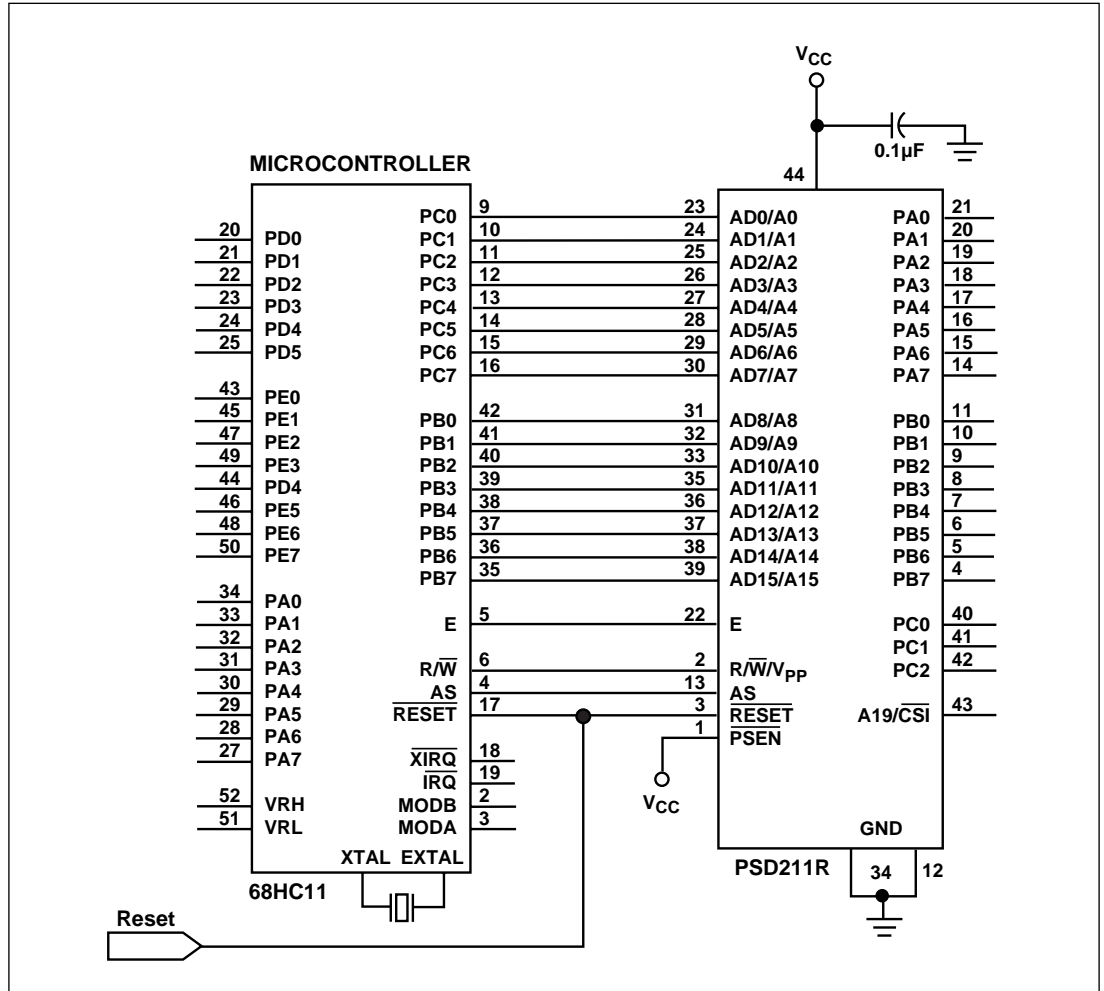 VCC
0.1µF
44
MICROCONTROLLER
20 PD0
21 PD1
22 PD2
23 PD3
24 PD4
25 PD5
43 PE0
45 PE1
47 PE2
49 PE3
44 PD4
46 PE5
48 PE6
50 PE7
34 PA0
33 PA1
32 PA2
31 PA3
30 PA4
29 PA5
28 PA6
27 PA7
52 VRH
51 VRL
PC0 9
PC1 10
PC2 11
PC3 12
PC4 13
PC5 14
PC6 15
PC7 16
PB0 42
PB1 41
PB2 40
PB3 39
PB4 38
PB5 37
PB6 36
PB7 35
E 5
R/W 6
AS 4
RESET 17
XIRQ 18
IRQ 19
MODB 2
MODA 3
XTAL EXTAL
68HC11
23 AD0/A0
24 AD1/A1
25 AD2/A2
26 AD3/A3
27 AD4/A4
28 AD5/A5
29 AD6/A6
30 AD7/A7
31 AD8/A8
32 AD9/A9
33 AD10/A10
35 AD11/A11
36 AD12/A12
37 AD13/A13
38 AD14/A14
39 AD15/A15
22 E
2 R/W/VPP
13 AS
3 RESET
1 PSEN
VCC
PA0 21
PA1 20
PA2 19
PA3 18
PA4 17
PA5 16
PA6 15
PA7 14
PB0 11
PB1 10
PB2 9
PB3 8
PB4 7
PB5 6
PB6 5
PB7 4
PC0 40
PC1 41
PC2 42
A19/CSI 43
GND
34 12
PSD211R
Reset